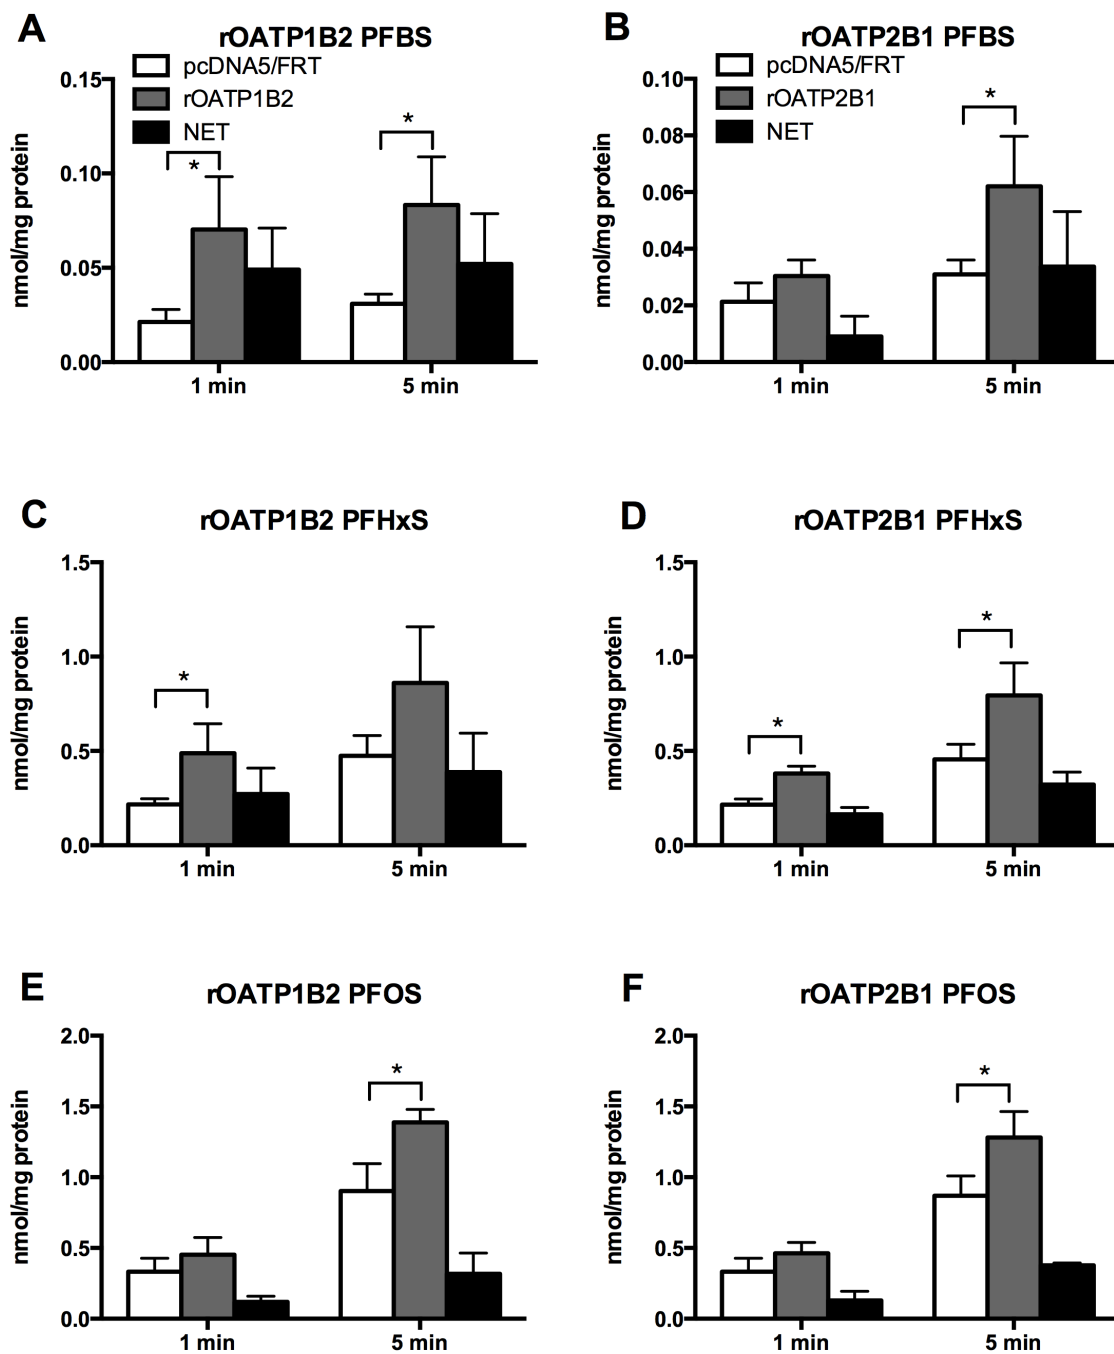 A
rOATP1B2 PFBS
pcDNA5/FRT
rOATP1B2
NET
0.15
0.10
0.05
0.00
nmol/mg protein
*
*
1 min
5 min
B
rOATP2B1 PFBS
pcDNA5/FRT
rOATP2B1
NET
0.10
0.08
0.06
0.04
0.02
0.00
nmol/mg protein
*
1 min
5 min
C
rOATP1B2 PFHxS
1.5
1.0
0.5
0.0
nmol/mg protein
*
1 min
5 min
D
rOATP2B1 PFHxS
1.5
1.0
0.5
0.0
nmol/mg protein
*
*
1 min
5 min
E
rOATP1B2 PFOS
2.0
1.5
1.0
0.5
0.0
nmol/mg protein
*
1 min
5 min
F
rOATP2B1 PFOS
2.0
1.5
1.0
0.5
0.0
nmol/mg protein
*
1 min
5 min